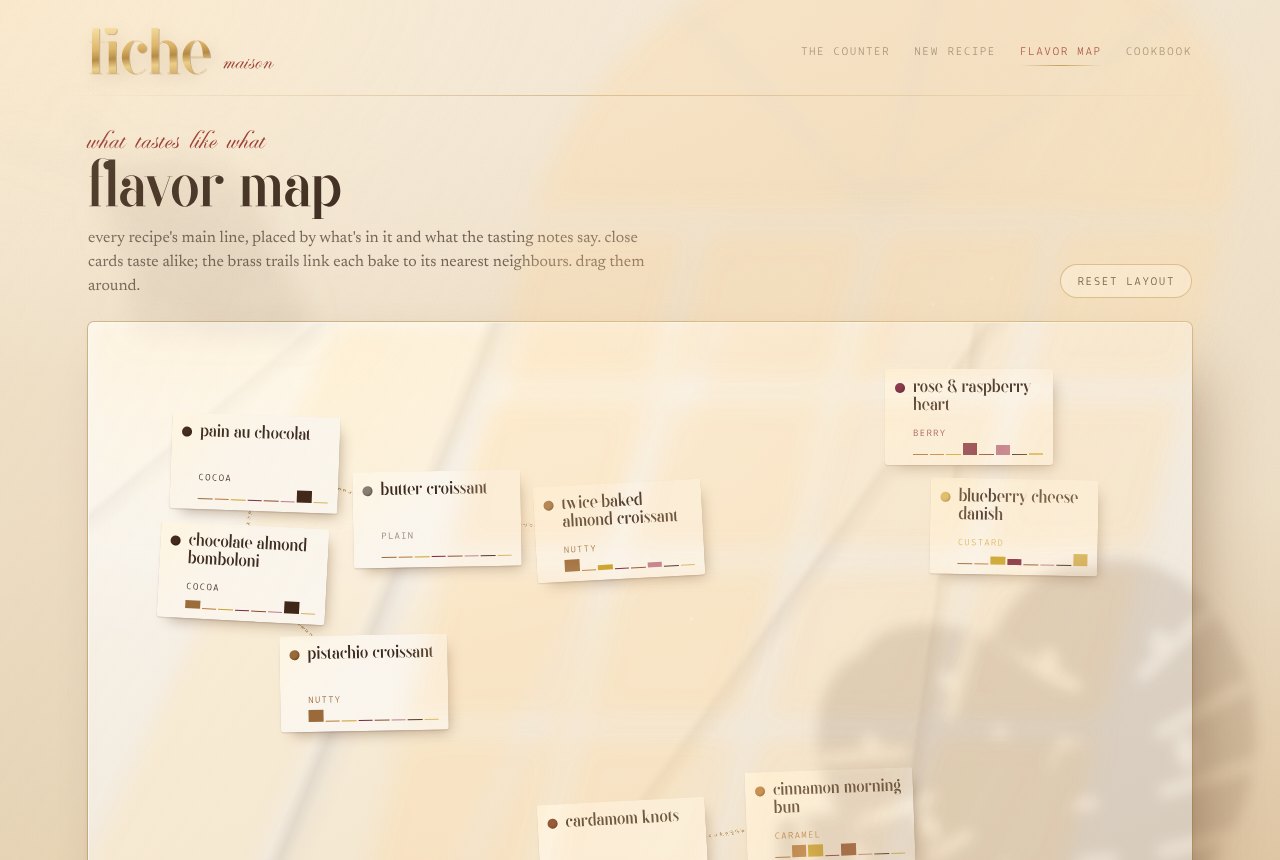 liche maison
THE COUNTER NEW RECIPE FLAVOR MAP COOKBOOK
what tastes like what
flavor map
every recipe's main line, placed by what's in it and what the tasting notes say. close
cards taste alike; the brass trails link each bake to its nearest neighbours. drag them
around.
RESET LAYOUT
rose & raspberry
heart
BERRY
pain au chocolat
COCOA
butter croissant
PLAIN
twice-baked
almond croissant
NUTTY
blueberry cheese
danish
CUSTARD
chocolate almond
bomboloni
COCOA
pistachio croissant
NUTTY
cinnamon morning
bun
CARAMEL
cardamom knots